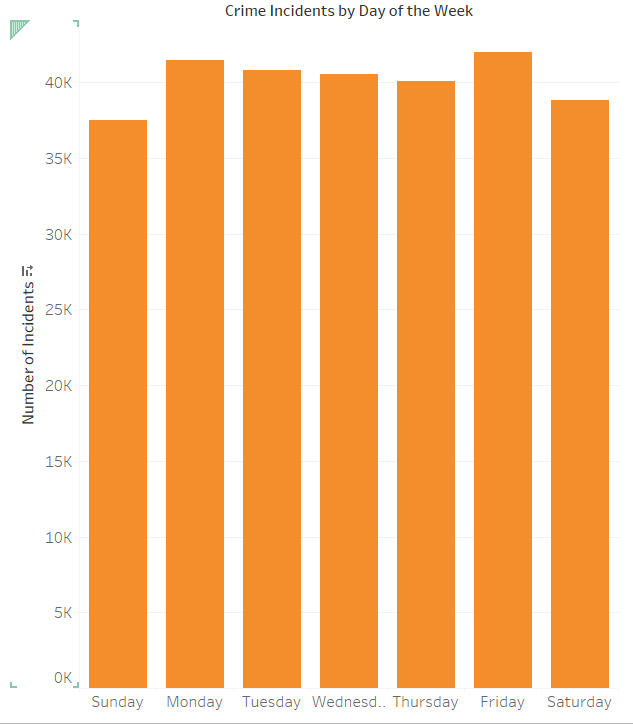 Crime Incidents by Day of the Week
Number of Incidents
40K
35K
30K
25K
20K
15K
10K
5K
0K
Sunday Monday Tuesday Wednesd.. Thursday Friday Saturday